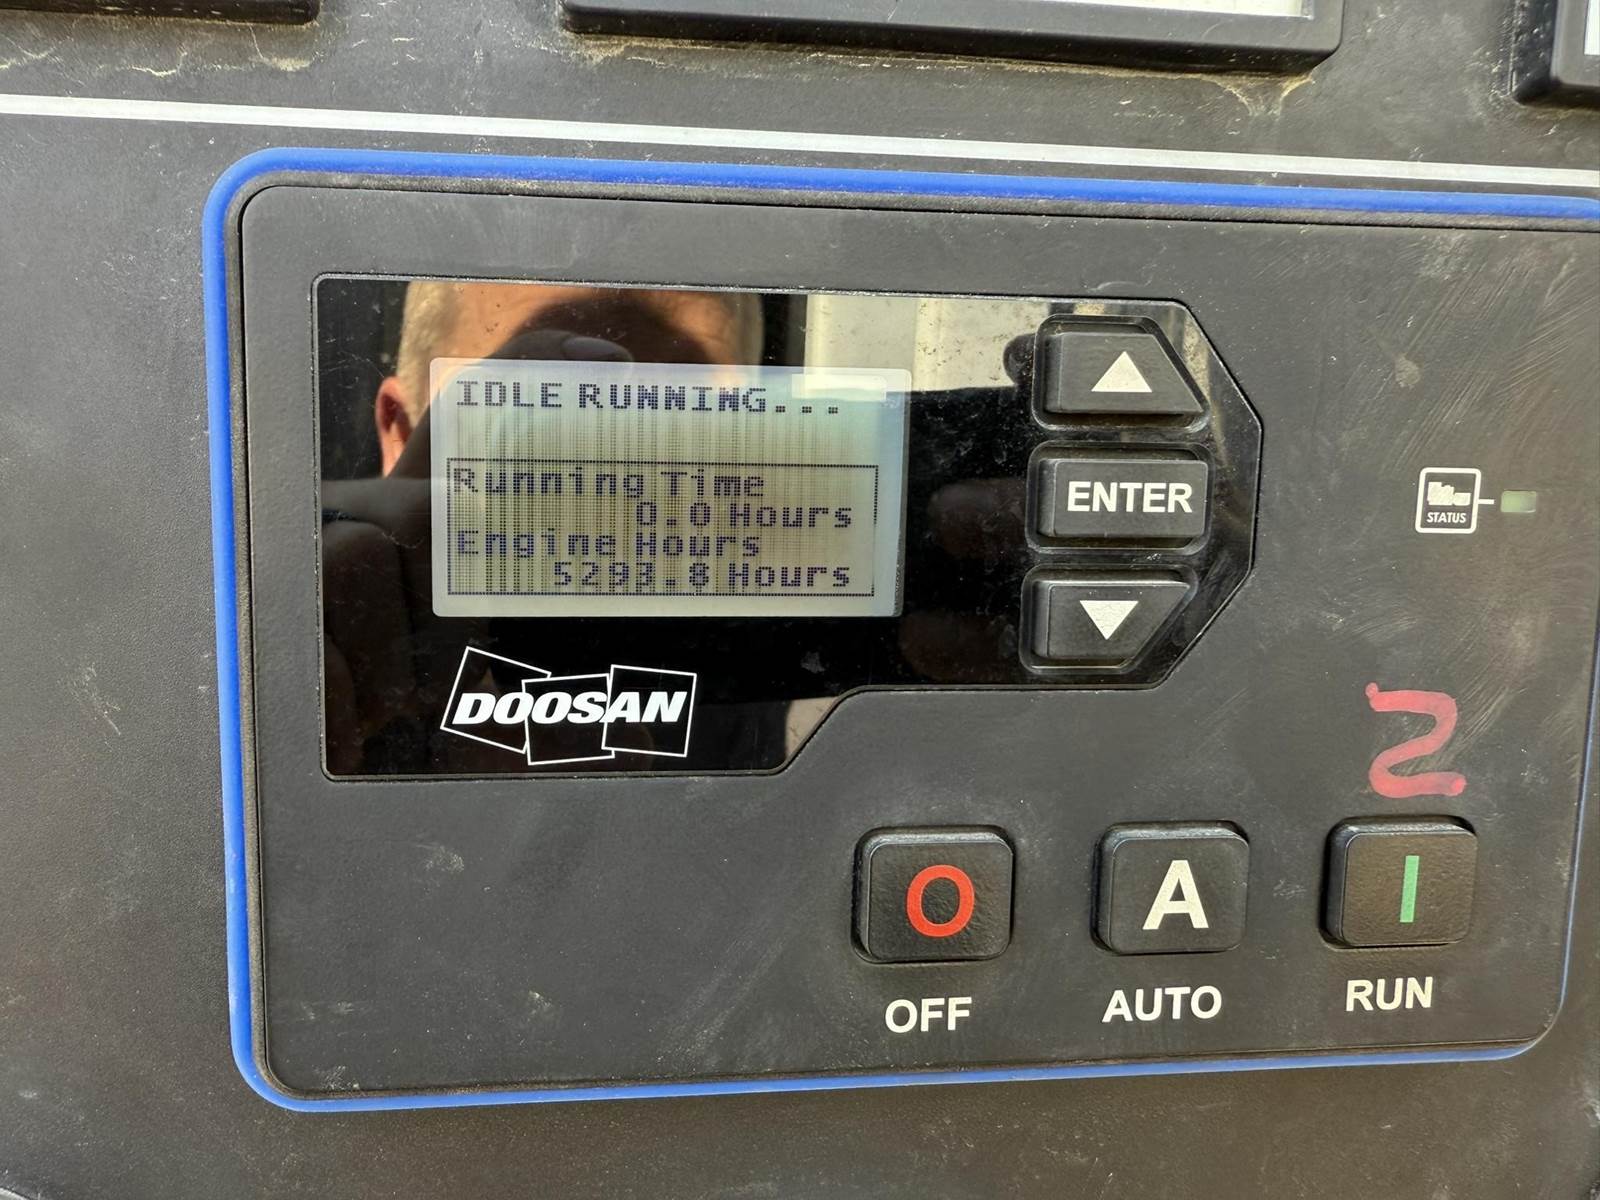 IDLE RUNNING...
Running Time
0.0 Hours
Engine Hours
5293.8 Hours
ENTER
STATUS
DOOSAN
2
O
A
I
OFF
AUTO
RUN